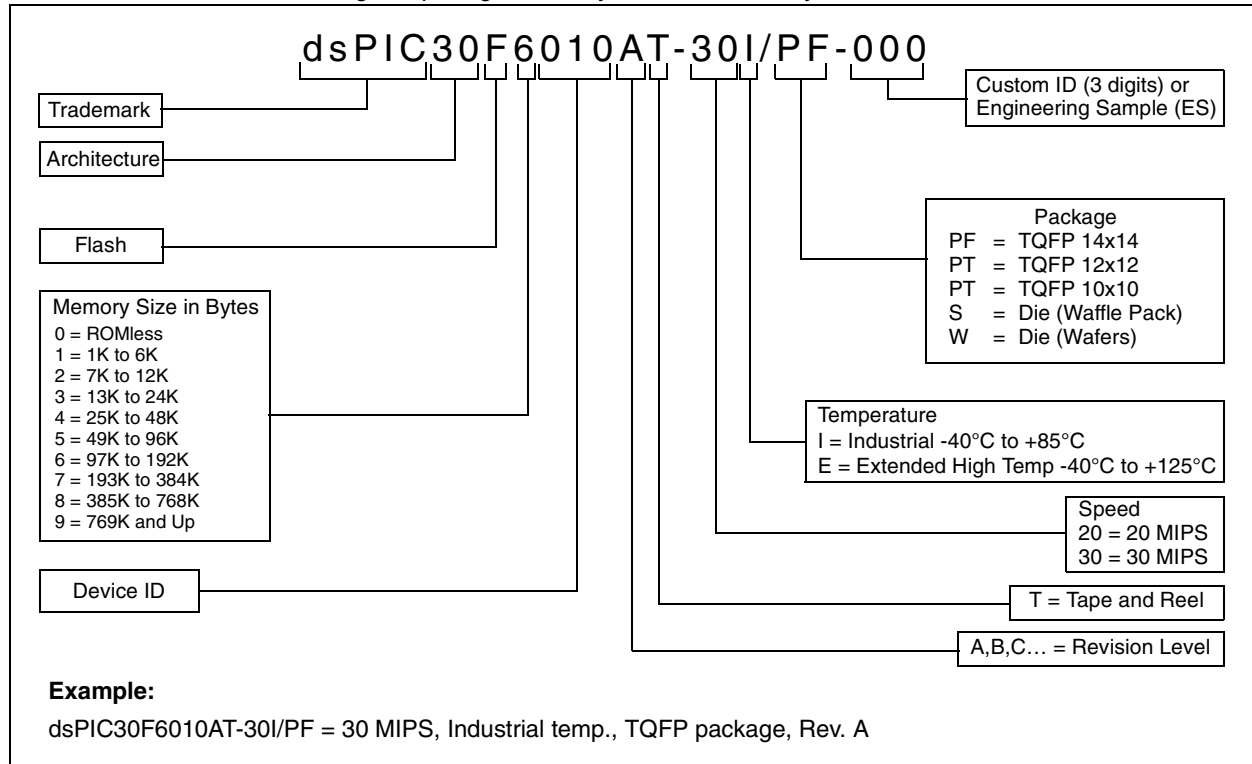 dsPIC30F6010AT-30I/PF-000
Trademark
Architecture
Flash
Memory Size in Bytes
0 = ROMless
1 = 1K to 6K
2 = 7K to 12K
3 = 13K to 24K
4 = 25K to 48K
5 = 49K to 96K
6 = 97K to 192K
7 = 193K to 384K
8 = 385K to 768K
9 = 769K and Up
Device ID
Custom ID (3 digits) or
Engineering Sample (ES)
Package
PF = TQFP 14x14
PT = TQFP 12x12
PT = TQFP 10x10
S = Die (Waffle Pack)
W = Die (Wafers)
Temperature
I = Industrial -40°C to +85°C
E = Extended High Temp -40°C to +125°C
Speed
20 = 20 MIPS
30 = 30 MIPS
T = Tape and Reel
A,B,C… = Revision Level
Example:
dsPIC30F6010AT-30I/PF = 30 MIPS, Industrial temp., TQFP package, Rev. A